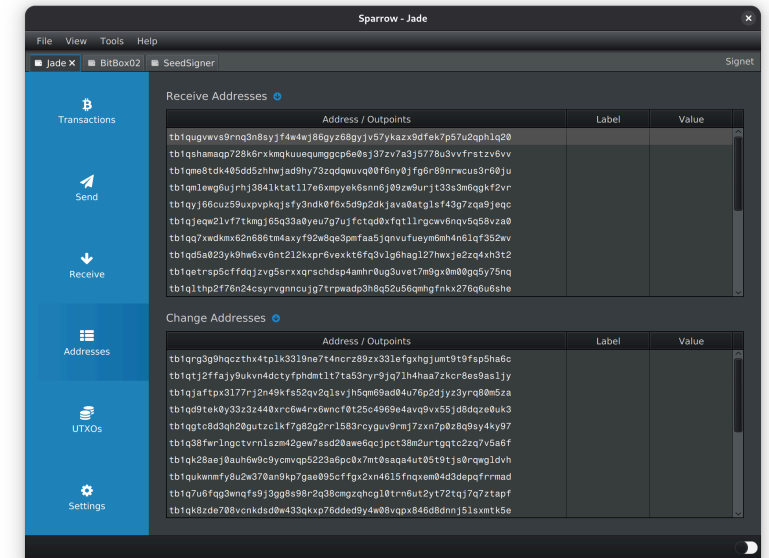 Sparrow - Jade
File View Tools Help
Jade BitBox02 SeedSigner Signet
Transactions
Send
Receive
Addresses
UTXOs
Settings
Receive Addresses
Address / Outpoints Label Value
tb1qugvwvs9rnq3n8syjf4w4wj86gyz68gyjv57ykazx9dfek7p57u2qphlq20
tb1qshamaqp728k6rxkmqkuuequmggcp6e0sj37zv7a3j5778u3vvfrstzv6vv
tb1qme8tdk405dd5zhhwjad9hy73zqdqwuvq00f6ny0jfg6r89nrwcus3r60ju
tb1qmlewg6ujrhj384lktatll7e6xmpyek6snn6j09zw9urjt33s3m6qgkf2vr
tb1qyj66cuz59uxpvpkqjsfy3ndk0f6x5d9p2dkjava0atglsf43g7zqa9jeqc
tb1qjeqw2lvf7tkmgj65q33a0yeu7g7ujfctqd0xfqtllrgcwv6nqv5q58vza0
tb1qq7xwdkmx62n686tm4axyf92w8qe3pmfaa5jqnvufueym6mh4n6lqf352wv
tb1qd5a023yk9hw6xv6nt2l2kxpr6vexkt6fq3vlg6hagl27hwxje2zq4xh3t2
tb1qetrsp5cffdqjzvg5srxxqrschdsp4amhr0ug3uvet7m9gx0m00gq5y75nq
tb1qlthp2f76n24csyrvgnncujg7trpwadp3h8q52u56qmhgfnkx276q6u6she
Change Addresses
Address / Outpoints Label Value
tb1qrg3g9hqczthx4tplk33l9ne7t4ncrz89zx33lefgxhgjumt9t9fsp5ha6c
tb1qtj2ffajy9ukvn4dctyfphdmtlt7ta53ryr9jq7lh4haa7zkcr8es9asljy
tb1qjaftpx3l77rj2n49kfs52qv2qlsvjh5qm69ad04u76p2djyz3yrq80m5za
tb1qd9tek0y33z3z440xrc6w4rx6wncf0t25c4969e4avq9vx55jd8dqze0uk3
tb1qgtc8d3qh20gutzclkf7g82g2rrl583rcyguv9rmj7zxn7p0z8q9sy4ky97
tb1q38fwrlngctvrnlszm42gew7ssd20awe6qcjpct38m2urtgqtc2zq7v5a6f
tb1qk28aej0auh6w9c9ycmvqp5223a6pc0x7mt0saqa4ut05t9tjs0rqwgldvh
tb1qukwnmfy8u2w370an9kp7gae095cffgx2xn46l5fnqxem04d3depqfrrmad
tb1q7u6fqg3wnqfs9j3gg8s98r2q38cmgzqhcgl0trn6ut2yt72tqj7q7ztapf
tb1qk8zde708vcnkdsd0w433qkxp76dded9y4w08vqpx846d8dnnj5lsxmtk5e